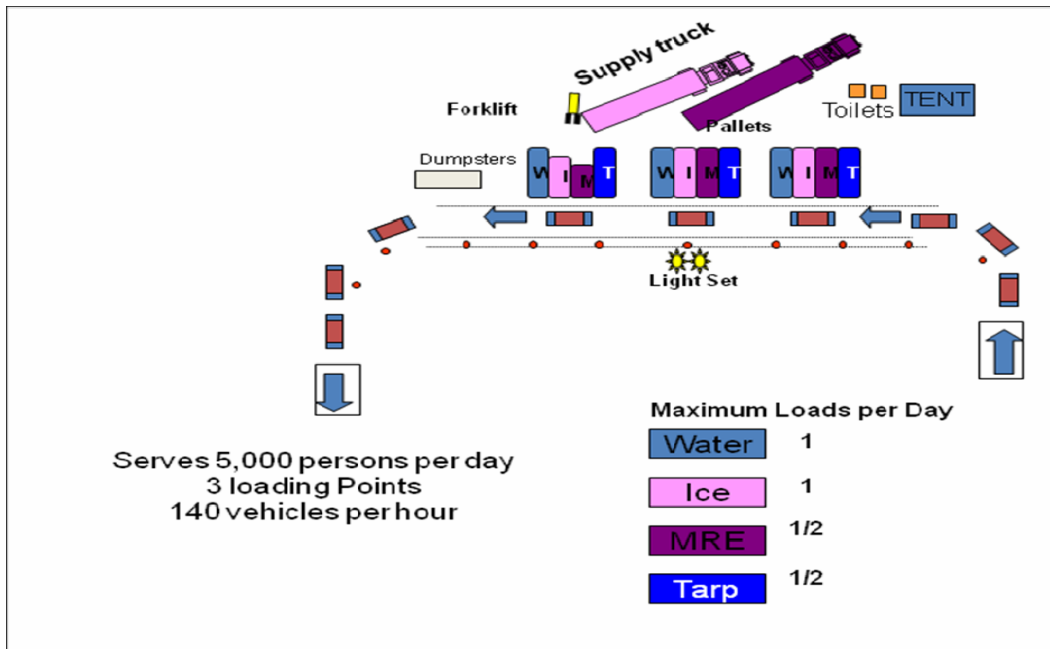 Supply truck
Forklift
Pallets
Toilets
TENT
Dumpsters
W I M T
W I M T
W I M T
Light Set
Maximum Loads per Day
Water 1
Ice 1
MRE 1/2
Tarp 1/2
Serves 5,000 persons per day
3 loading Points
140 vehicles per hour